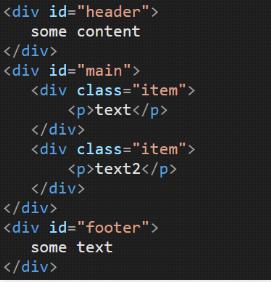 <div id="header">
   some content
</div>
<div id="main">
   <div class="item">
       <p>text</p>
   </div>
   <div class="item">
       <p>text2</p>
   </div>
</div>
<div id="footer">
   some text
</div>